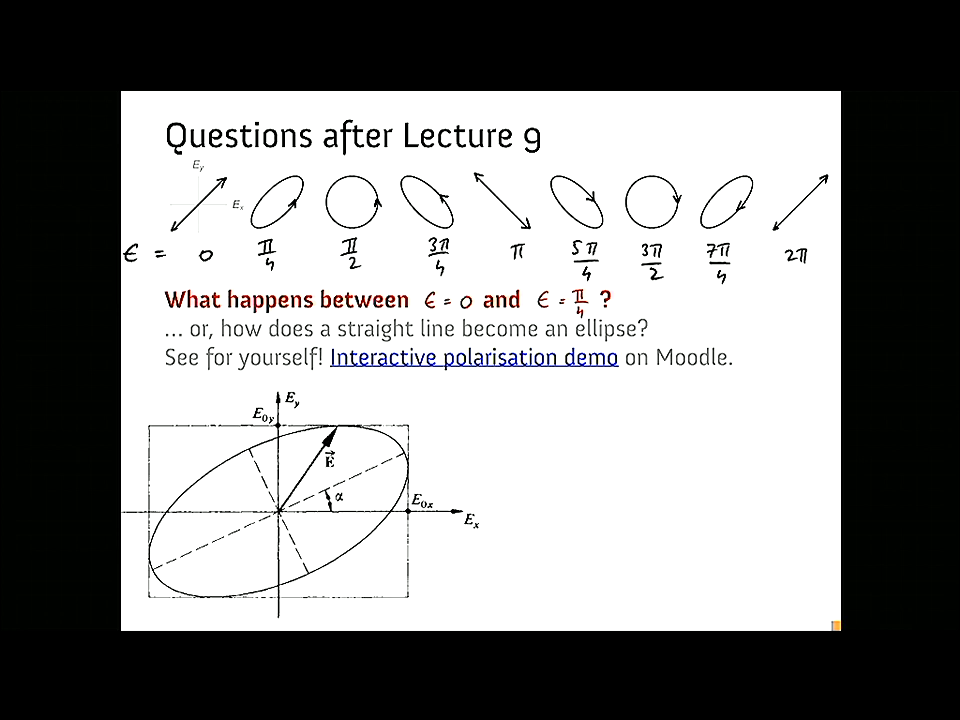 Questions after Lecture 9
E_y
E_x
ϵ = 0 π/4 π/2 3π/4 π 5π/4 3π/2 7π/4 2π
What happens between ϵ = 0 and ϵ = π/4 ?
... or, how does a straight line become an ellipse?
See for yourself! Interactive polarisation demo on Moodle.
E_y
E_0y
E⃗
α
E_0x
E_x